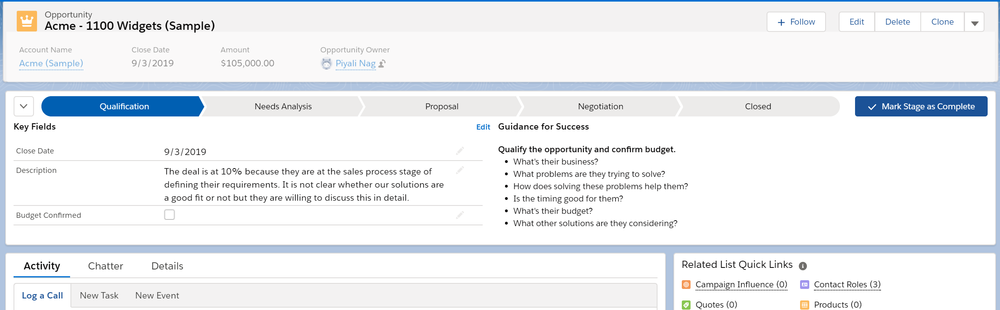 Opportunity
Acme - 1100 Widgets (Sample)
+ Follow
Edit
Delete
Clone
Account Name
Close Date
Amount
Opportunity Owner
Acme (Sample)
9/3/2019
$105,000.00
Piyali Nag
Qualification
Needs Analysis
Proposal
Negotiation
Closed
Mark Stage as Complete
Key Fields
Edit
Close Date
9/3/2019
Description
The deal is at 10% because they are at the sales process stage of
defining their requirements. It is not clear whether our solutions are
a good fit or not but they are willing to discuss this in detail.
Budget Confirmed
Guidance for Success
Qualify the opportunity and confirm budget.
• What's their business?
• What problems are they trying to solve?
• How does solving these problems help them?
• Is the timing good for them?
• What's their budget?
• What other solutions are they considering?
Activity
Chatter
Details
Log a Call
New Task
New Event
Related List Quick Links
Campaign Influence (0)
Contact Roles (3)
Quotes (0)
Products (0)